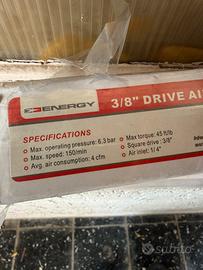 ENERGY
3/8" DRIVE AI
SPECIFICATIONS
• Max. operating pressure: 6,3 bar
• Max. speed: 150/min
• Avg. air consumption: 4 cfm
• Max torque: 45 ft/lb
• Square drive: 3/8"
• Air inlet: 1/4"
subito